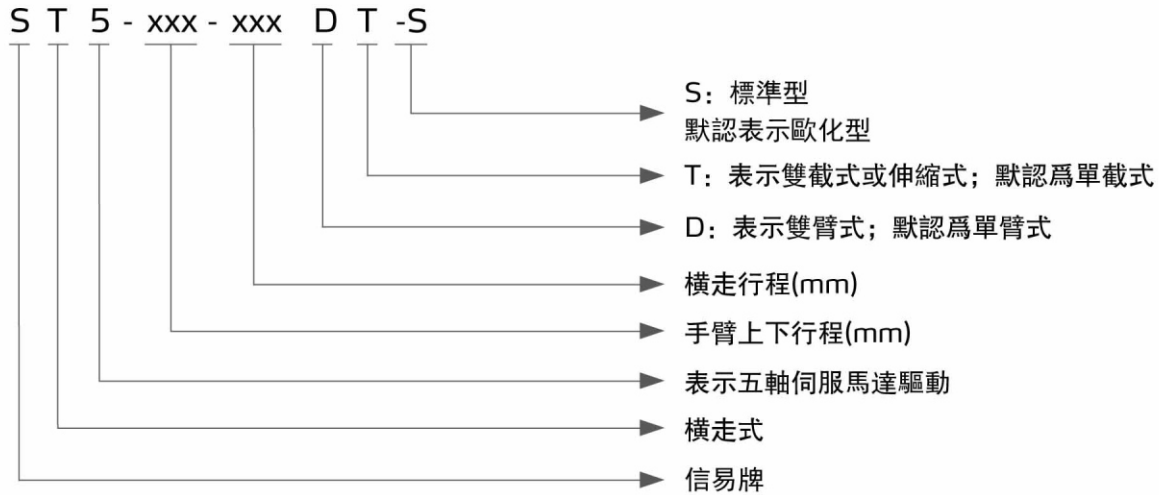 S T 5 - xxx - xxx D T -S
S：標準型
默認表示歐化型
T：表示雙截式或伸縮式；默認爲單截式
D：表示雙臂式；默認爲單臂式
橫走行程(mm)
手臂上下行程(mm)
表示五軸伺服馬達驅動
橫走式
信易牌